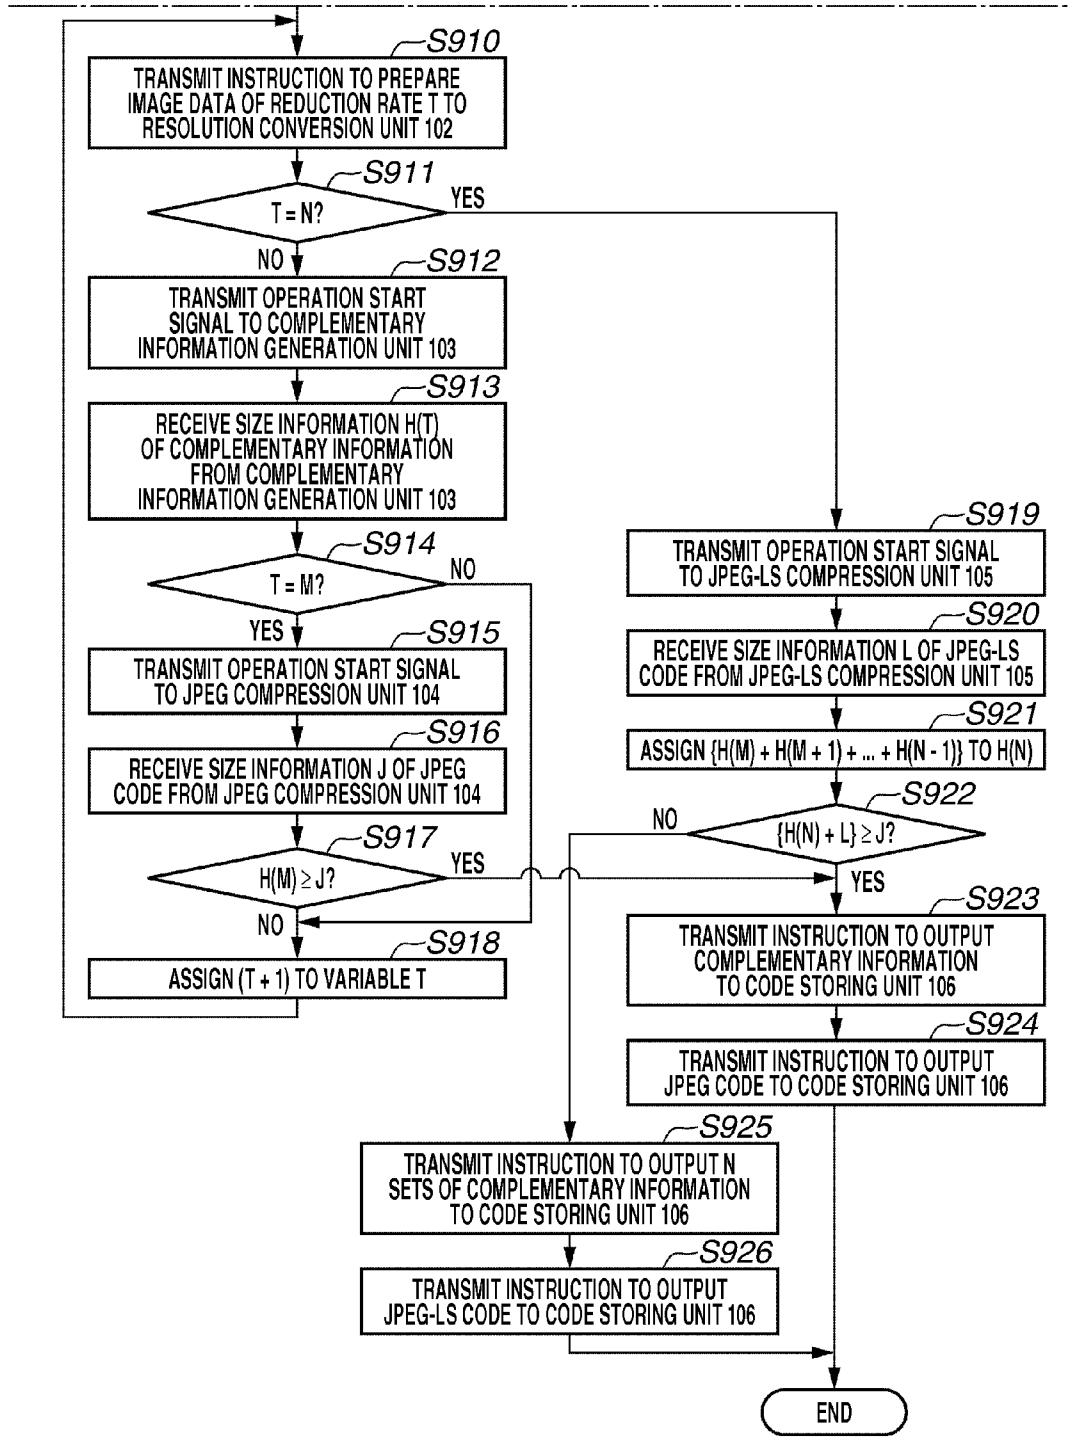 S910
TRANSMIT INSTRUCTION TO PREPARE
IMAGE DATA OF REDUCTION RATE T TO
RESOLUTION CONVERSION UNIT 102
S911
T = N?
YES
NO
S912
TRANSMIT OPERATION START
SIGNAL TO COMPLEMENTARY
INFORMATION GENERATION UNIT 103
S913
RECEIVE SIZE INFORMATION H(T)
OF COMPLEMENTARY INFORMATION
FROM COMPLEMENTARY
INFORMATION GENERATION UNIT 103
S914
T = M?
NO
YES
S915
TRANSMIT OPERATION START SIGNAL
TO JPEG COMPRESSION UNIT 104
S916
RECEIVE SIZE INFORMATION J OF JPEG
CODE FROM JPEG COMPRESSION UNIT 104
S917
H(M) ≥ J?
YES
NO
S918
ASSIGN (T + 1) TO VARIABLE T
S919
TRANSMIT OPERATION START SIGNAL
TO JPEG-LS COMPRESSION UNIT 105
S920
RECEIVE SIZE INFORMATION L OF JPEG-LS
CODE FROM JPEG-LS COMPRESSION UNIT 105
S921
ASSIGN {H(M) + H(M + 1) + ... + H(N - 1)} TO H(N)
S922
{H(N) + L} ≥ J?
NO
YES
S923
TRANSMIT INSTRUCTION TO OUTPUT
COMPLEMENTARY INFORMATION
TO CODE STORING UNIT 106
S924
TRANSMIT INSTRUCTION TO OUTPUT
JPEG CODE TO CODE STORING UNIT 106
S925
TRANSMIT INSTRUCTION TO OUTPUT N
SETS OF COMPLEMENTARY INFORMATION
TO CODE STORING UNIT 106
S926
TRANSMIT INSTRUCTION TO OUTPUT
JPEG-LS CODE TO CODE STORING UNIT 106
END